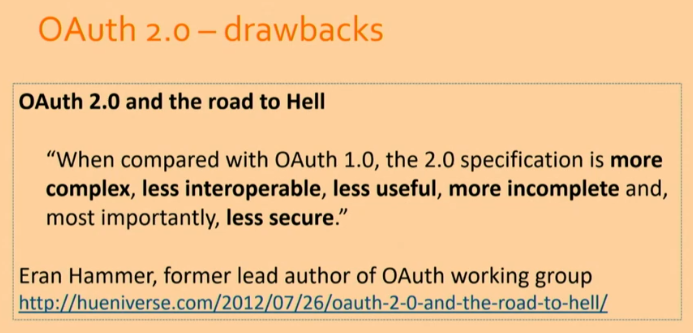 OAuth 2.0 – drawbacks
OAuth 2.0 and the road to Hell
“When compared with OAuth 1.0, the 2.0 specification is more
complex, less interoperable, less useful, more incomplete and,
most importantly, less secure.”
Eran Hammer, former lead author of OAuth working group
http://hueniverse.com/2012/07/26/oauth-2-0-and-the-road-to-hell/